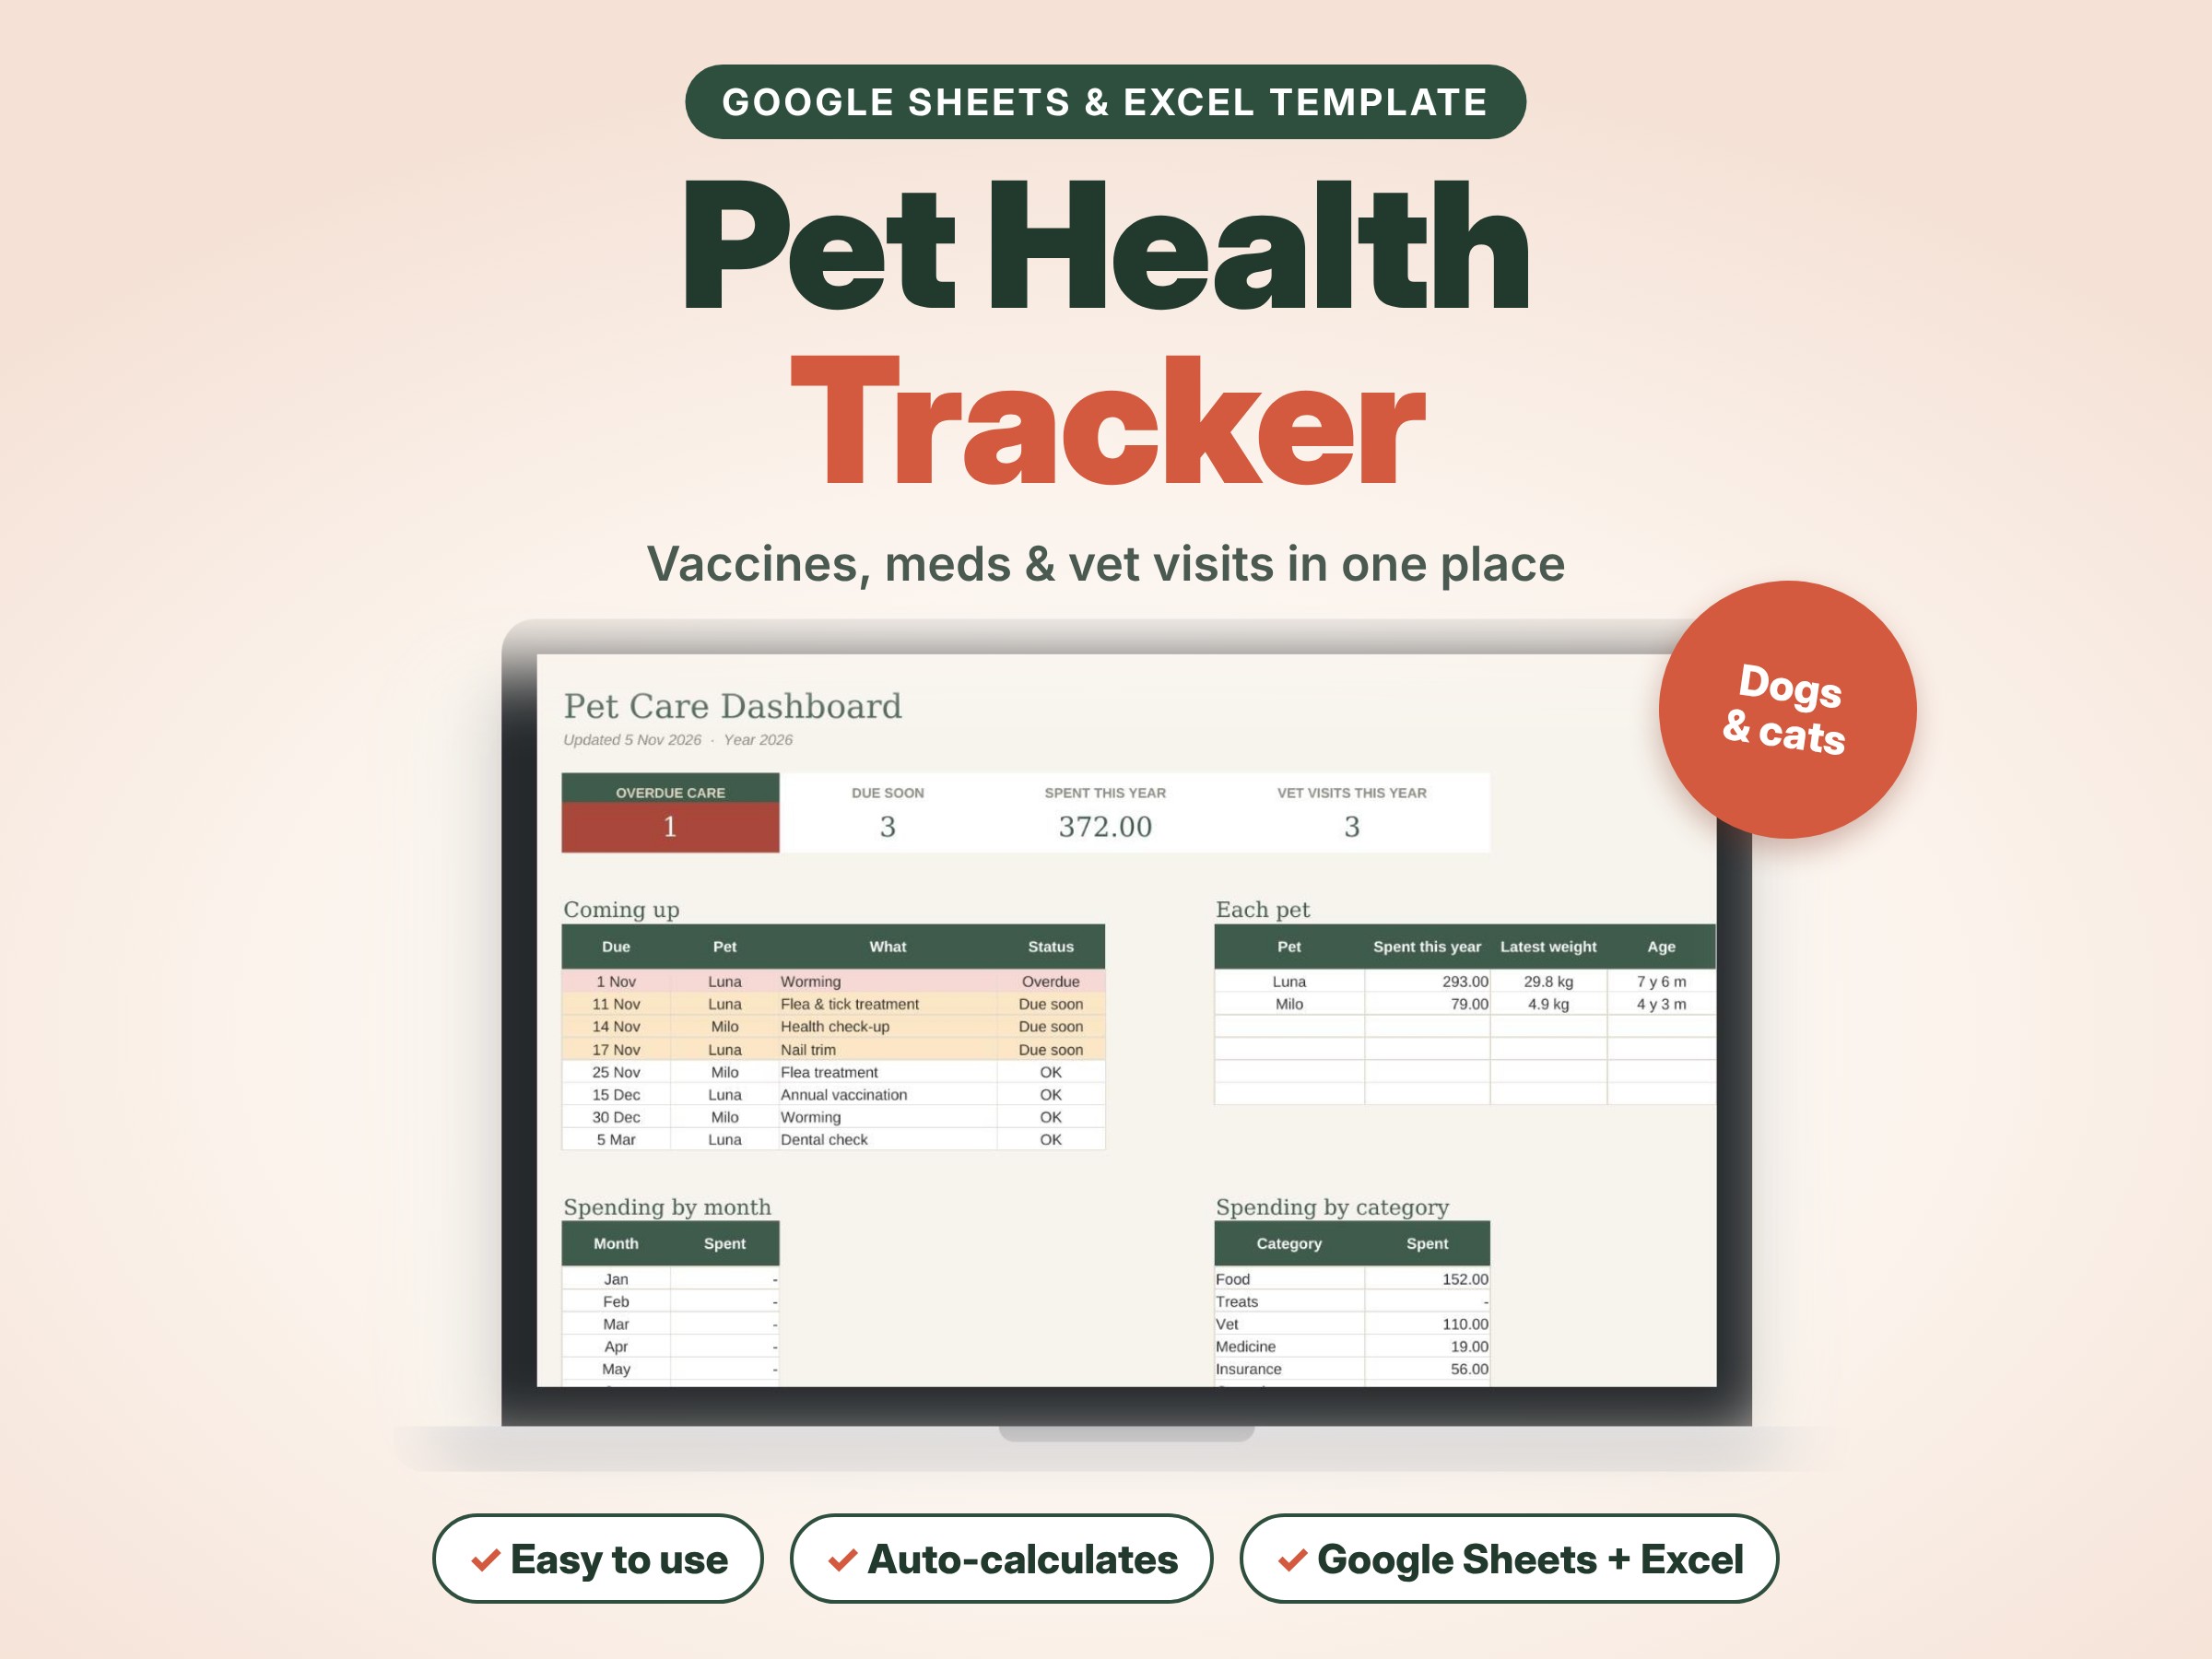 GOOGLE SHEETS & EXCEL TEMPLATE
Pet Health
Tracker
Vaccines, meds & vet visits in one place
Dogs
& cats
Pet Care Dashboard
Updated 5 Nov 2026 · Year 2026
OVERDUE CARE DUE SOON SPENT THIS YEAR VET VISITS THIS YEAR
1 3 372.00 3
Coming up
Due Pet What Status
1 Nov Luna Worming Overdue
11 Nov Luna Flea & tick treatment Due soon
14 Nov Milo Health check-up Due soon
17 Nov Luna Nail trim Due soon
25 Nov Milo Flea treatment OK
15 Dec Luna Annual vaccination OK
30 Dec Milo Worming OK
5 Mar Luna Dental check OK
Each pet
Pet Spent this year Latest weight Age
Luna 293.00 29.8 kg 7 y 6 m
Milo 79.00 4.9 kg 4 y 3 m
Spending by month
Month Spent
Jan -
Feb -
Mar -
Apr -
May -
Spending by category
Category Spent
Food 152.00
Treats -
Vet 110.00
Medicine 19.00
Insurance 56.00
✓ Easy to use
✓ Auto-calculates
✓ Google Sheets + Excel